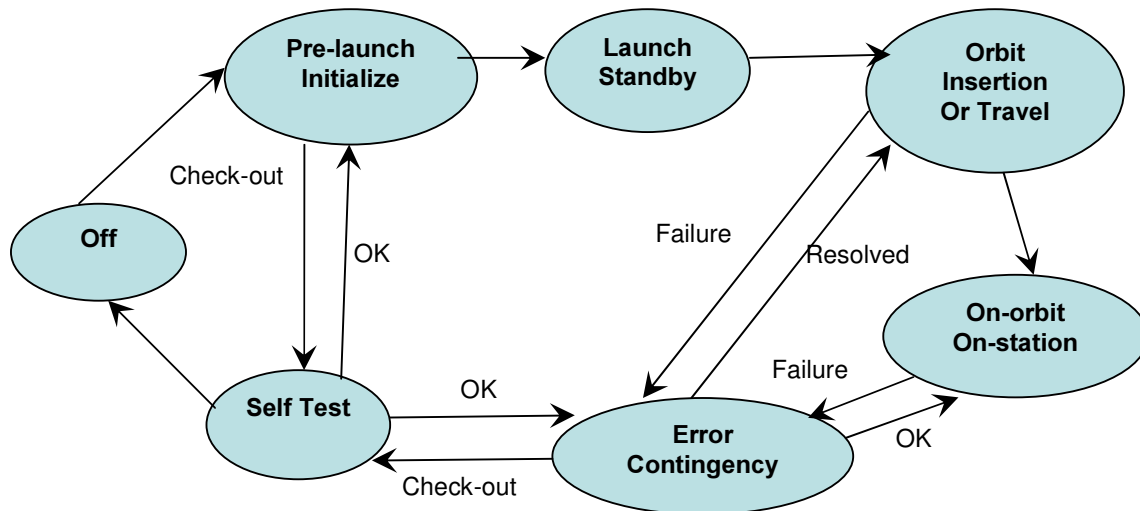 Pre-launch
Initialize
Launch
Standby
Orbit
Insertion
Or Travel
Check-out
Off
OK
Failure
Resolved
On-orbit
On-station
Failure
Self Test
OK
Error
Contingency
OK
Check-out